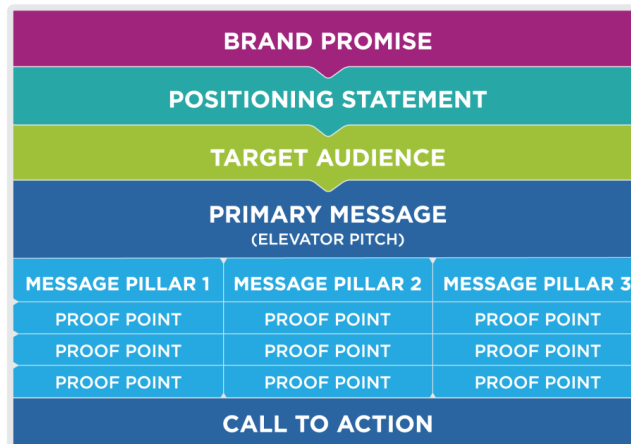 BRAND PROMISE
POSITIONING STATEMENT
TARGET AUDIENCE
PRIMARY MESSAGE
(ELEVATOR PITCH)
MESSAGE PILLAR 1 MESSAGE PILLAR 2 MESSAGE PILLAR 3
PROOF POINT PROOF POINT PROOF POINT
PROOF POINT PROOF POINT PROOF POINT
PROOF POINT PROOF POINT PROOF POINT
CALL TO ACTION